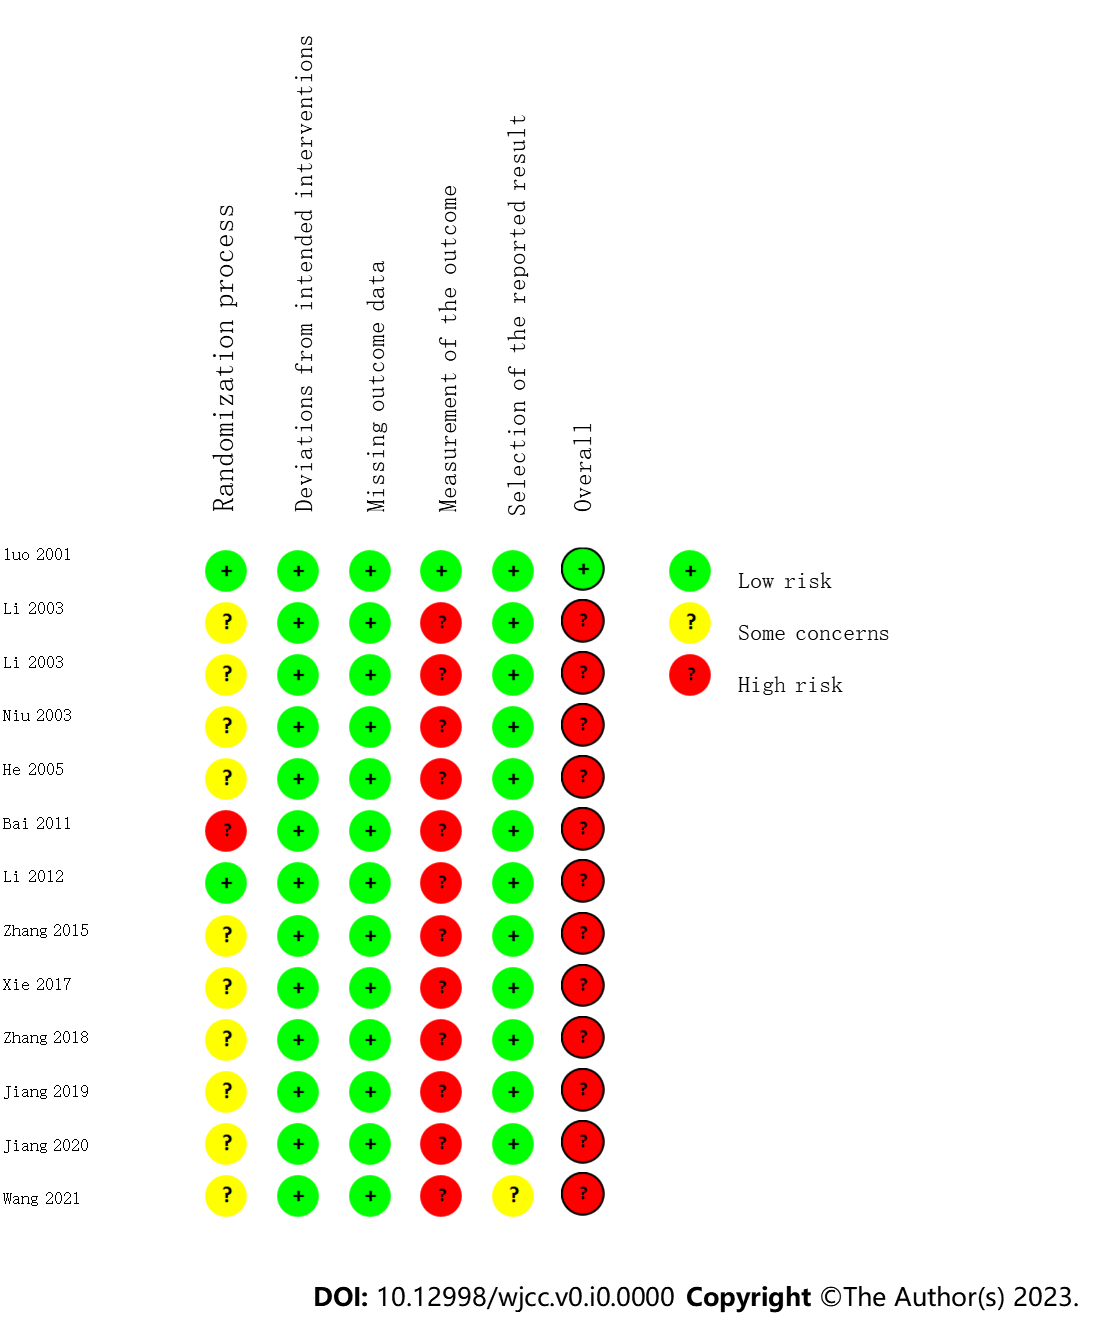 Randomization process
Deviations from intended interventions
Missing outcome data
Measurement of the outcome
Selection of the reported result
Overall
luo 2001 + + + + + +
Li 2003 ? + + ? + ?
Li 2003 ? + + ? + ?
Niu 2003 ? + + ? + ?
He 2005 ? + + ? + ?
Bai 2011 ? + + ? + ?
Li 2012 + + + ? + ?
Zhang 2015 ? + + ? + ?
Xie 2017 ? + + ? + ?
Zhang 2018 ? + + ? + ?
Jiang 2019 ? + + ? + ?
Jiang 2020 ? + + ? + ?
Wang 2021 ? + + ? ? ?
+ Low risk
? Some concerns
? High risk
DOI: 10.12998/wjcc.v0.i0.0000 Copyright ©The Author(s) 2023.